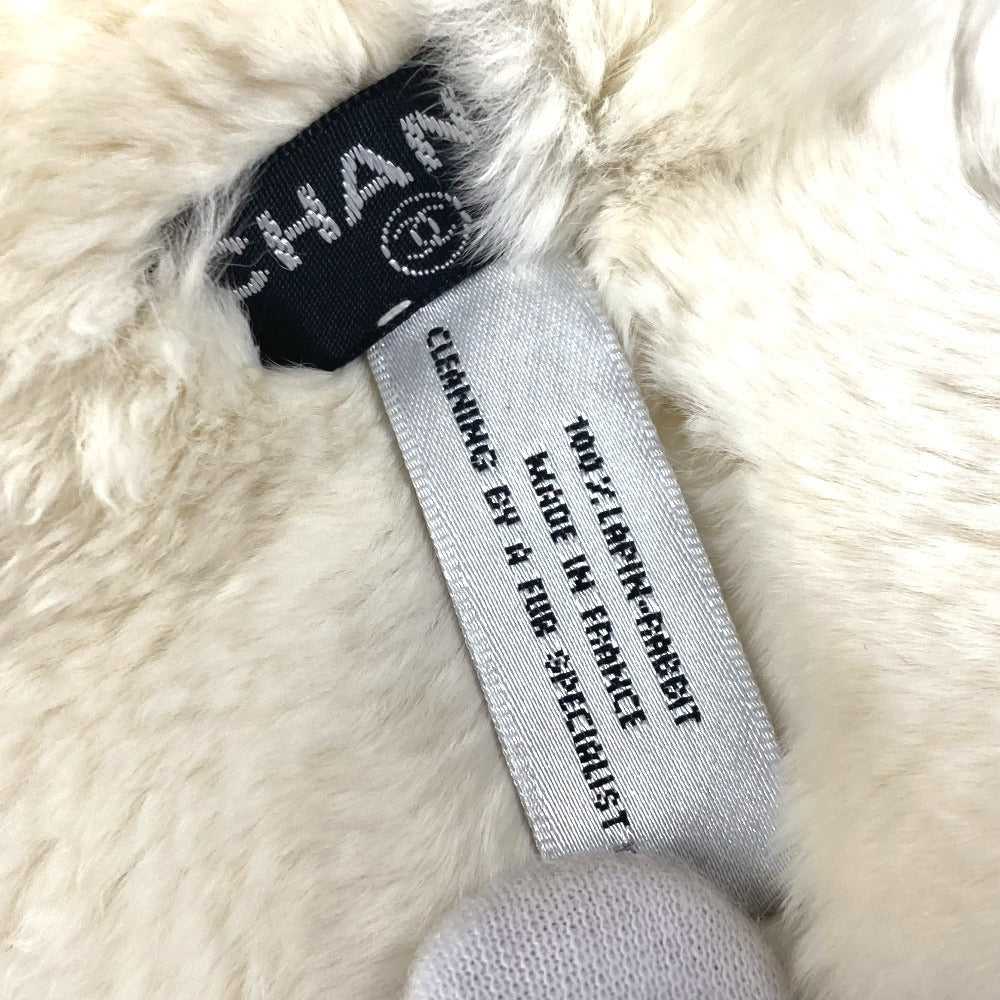 CHAN
100% LAPIN-RABBIT
MADE IN FRANCE
CLEANING BY A FUR SPECIALIST